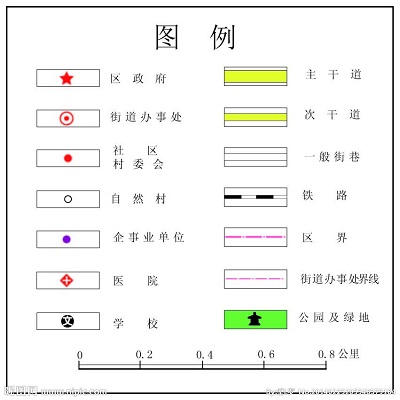 图 例
区 政 府
主 干 道
街道办事处
次 干 道
社 区
村 委 会
一般街巷
自 然 村
铁 路
企事业单位
区 界
医 院
街道办事处界线
文
学 校
公园及绿地
0 0.2 0.4 0.6 0.8 公里